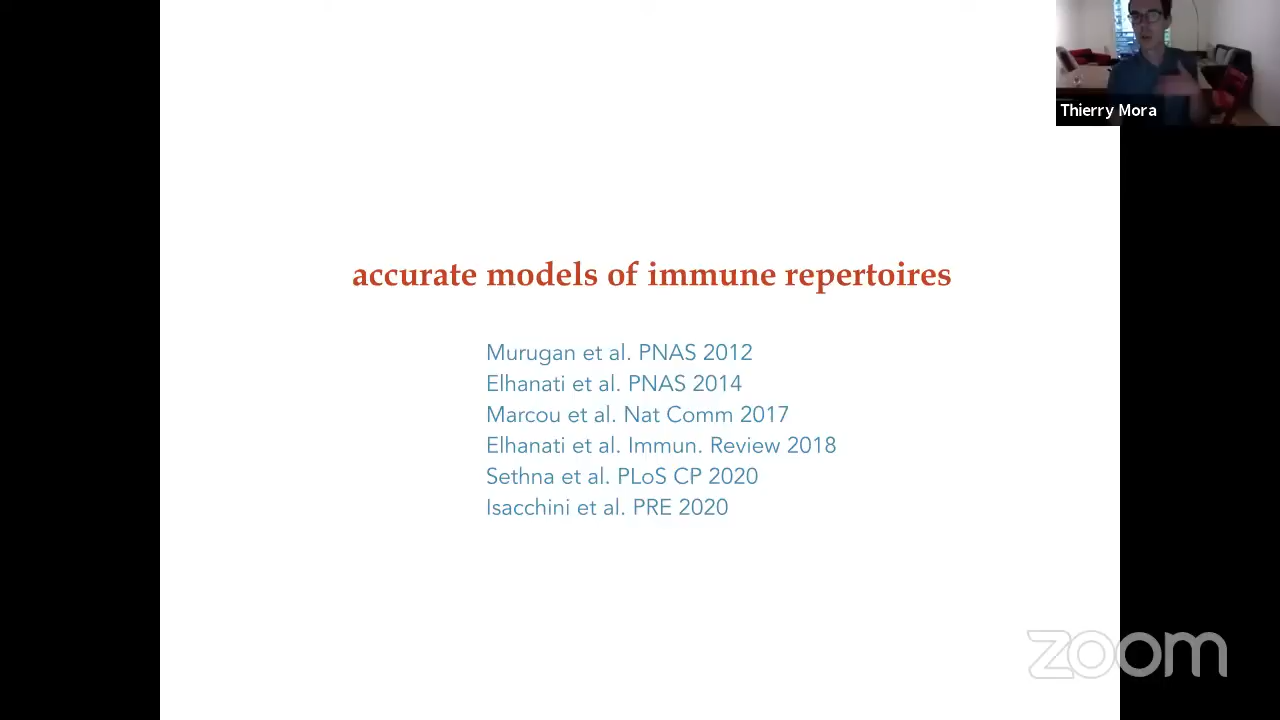 Thierry Mora
accurate models of immune repertoires
Murugan et al. PNAS 2012
Elhanati et al. PNAS 2014
Marcou et al. Nat Comm 2017
Elhanati et al. Immun. Review 2018
Sethna et al. PLoS CP 2020
Isacchini et al. PRE 2020
zoom